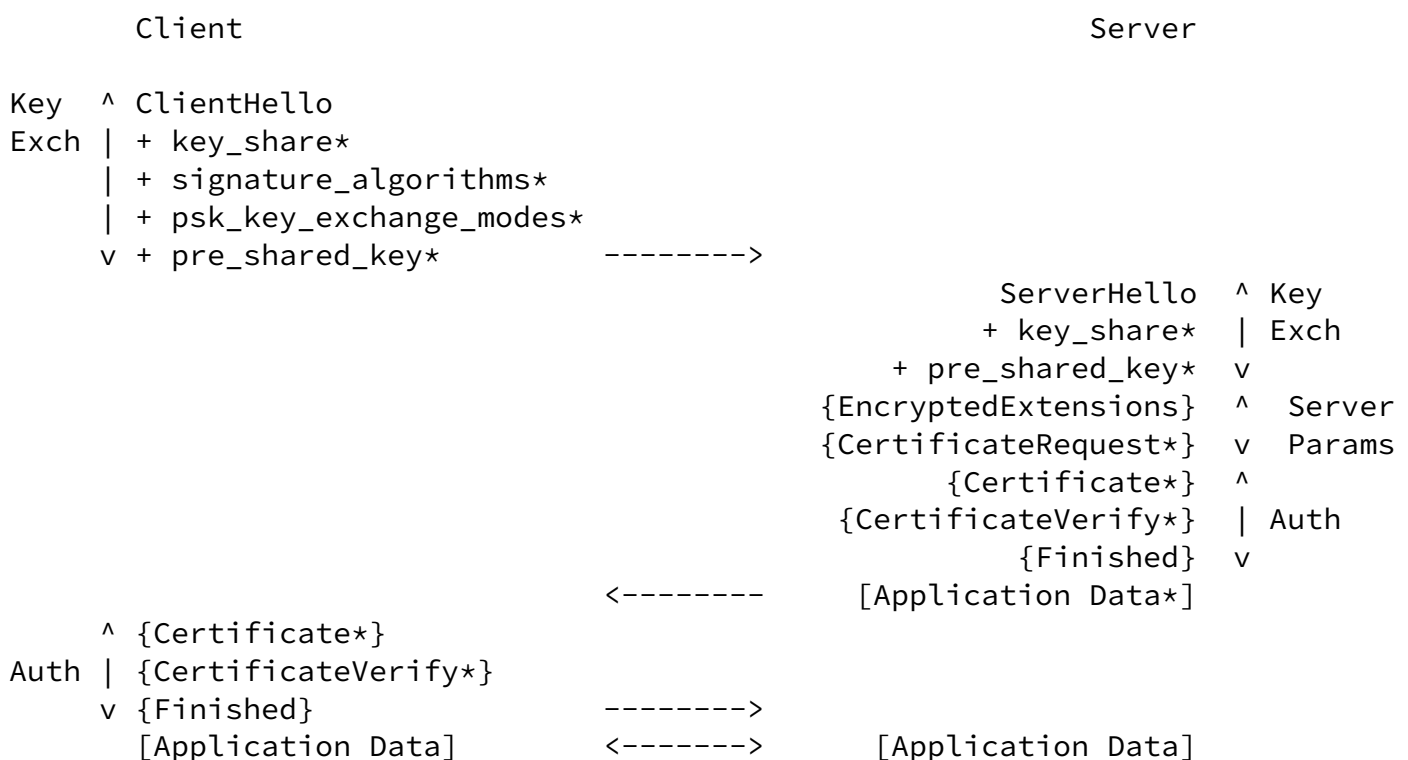 Client                                           Server

Key  ^ ClientHello
Exch | + key_share*
     | + signature_algorithms*
     | + psk_key_exchange_modes*
     v + pre_shared_key*       -------->
                                                  ServerHello  ^ Key
                                                 + key_share*  | Exch
                                            + pre_shared_key*  v
                                        {EncryptedExtensions}  ^  Server
                                        {CertificateRequest*}  v  Params
                                               {Certificate*}  ^
                                         {CertificateVerify*}  | Auth
                                                   {Finished}  v
                               <--------     [Application Data*]
     ^ {Certificate*}
Auth | {CertificateVerify*}
     v {Finished}              -------->
       [Application Data]      <------->      [Application Data]